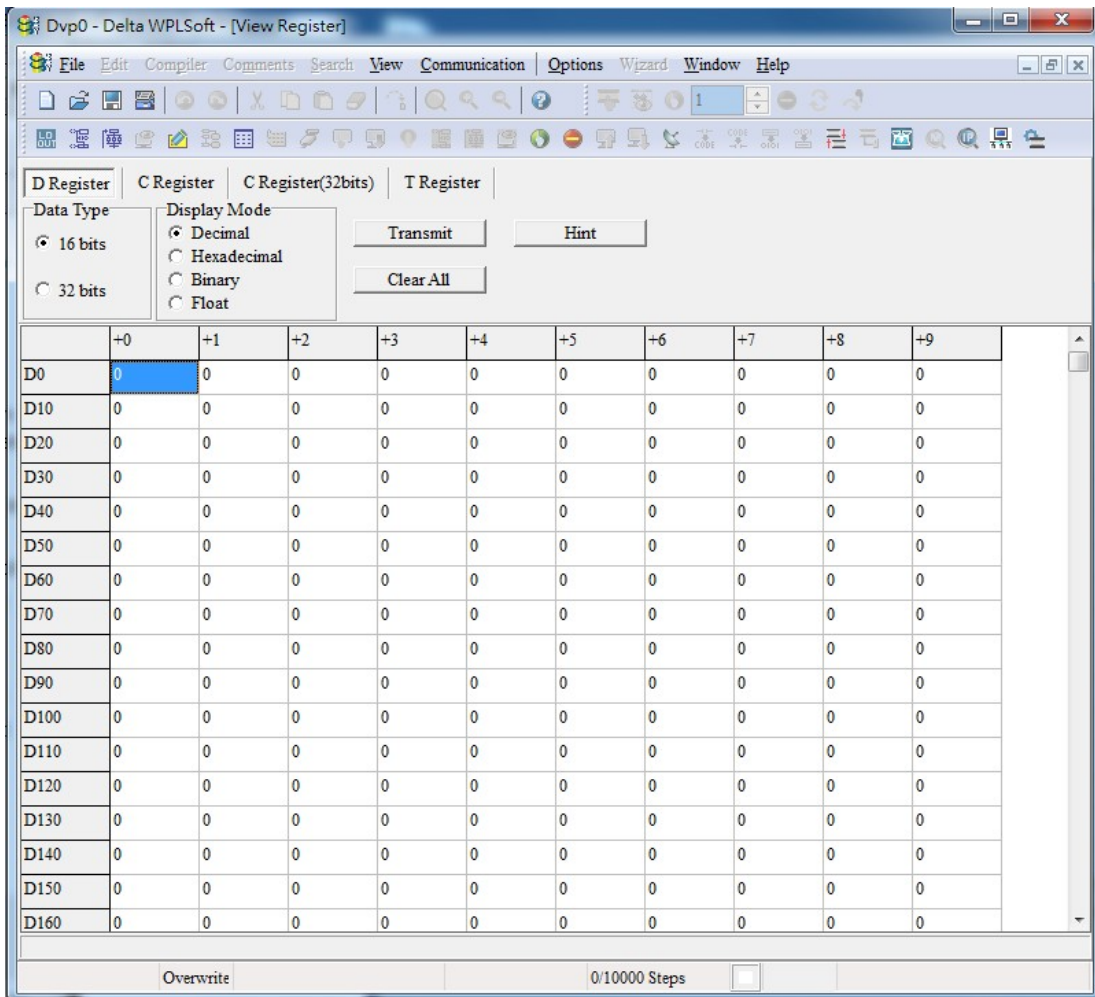 Dvp0 - Delta WPLSoft - [View Register]
File Edit Compiler Comments Search View Communication Options Wizard Window Help
1
D Register C Register C Register(32bits) T Register
Data Type Display Mode
16 bits
32 bits
Decimal
Hexadecimal
Binary
Float
Transmit Hint
Clear All
+0 +1 +2 +3 +4 +5 +6 +7 +8 +9
D0 0 0 0 0 0 0 0 0 0 0
D10 0 0 0 0 0 0 0 0 0 0
D20 0 0 0 0 0 0 0 0 0 0
D30 0 0 0 0 0 0 0 0 0 0
D40 0 0 0 0 0 0 0 0 0 0
D50 0 0 0 0 0 0 0 0 0 0
D60 0 0 0 0 0 0 0 0 0 0
D70 0 0 0 0 0 0 0 0 0 0
D80 0 0 0 0 0 0 0 0 0 0
D90 0 0 0 0 0 0 0 0 0 0
D100 0 0 0 0 0 0 0 0 0 0
D110 0 0 0 0 0 0 0 0 0 0
D120 0 0 0 0 0 0 0 0 0 0
D130 0 0 0 0 0 0 0 0 0 0
D140 0 0 0 0 0 0 0 0 0 0
D150 0 0 0 0 0 0 0 0 0 0
D160 0 0 0 0 0 0 0 0 0 0
Overwrite 0/10000 Steps